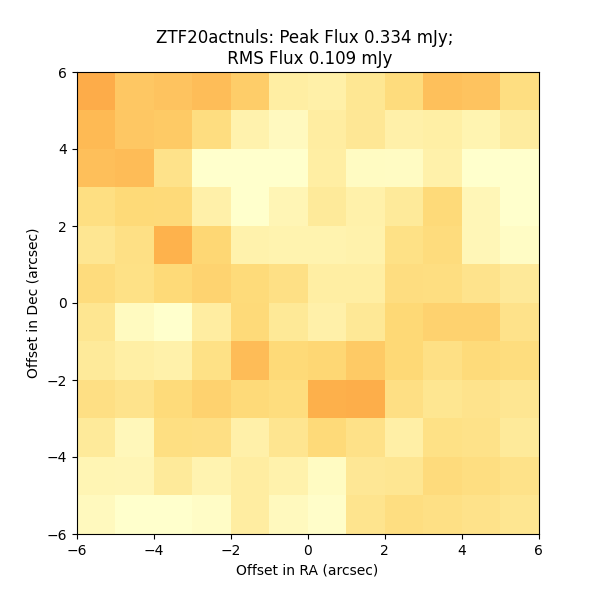 ZTF20actnuls: Peak Flux 0.334 mJy;
RMS Flux 0.109 mJy
6
4
2
0
−2
−4
−6
Offset in Dec (arcsec)
−6 −4 −2 0 2 4 6
Offset in RA (arcsec)